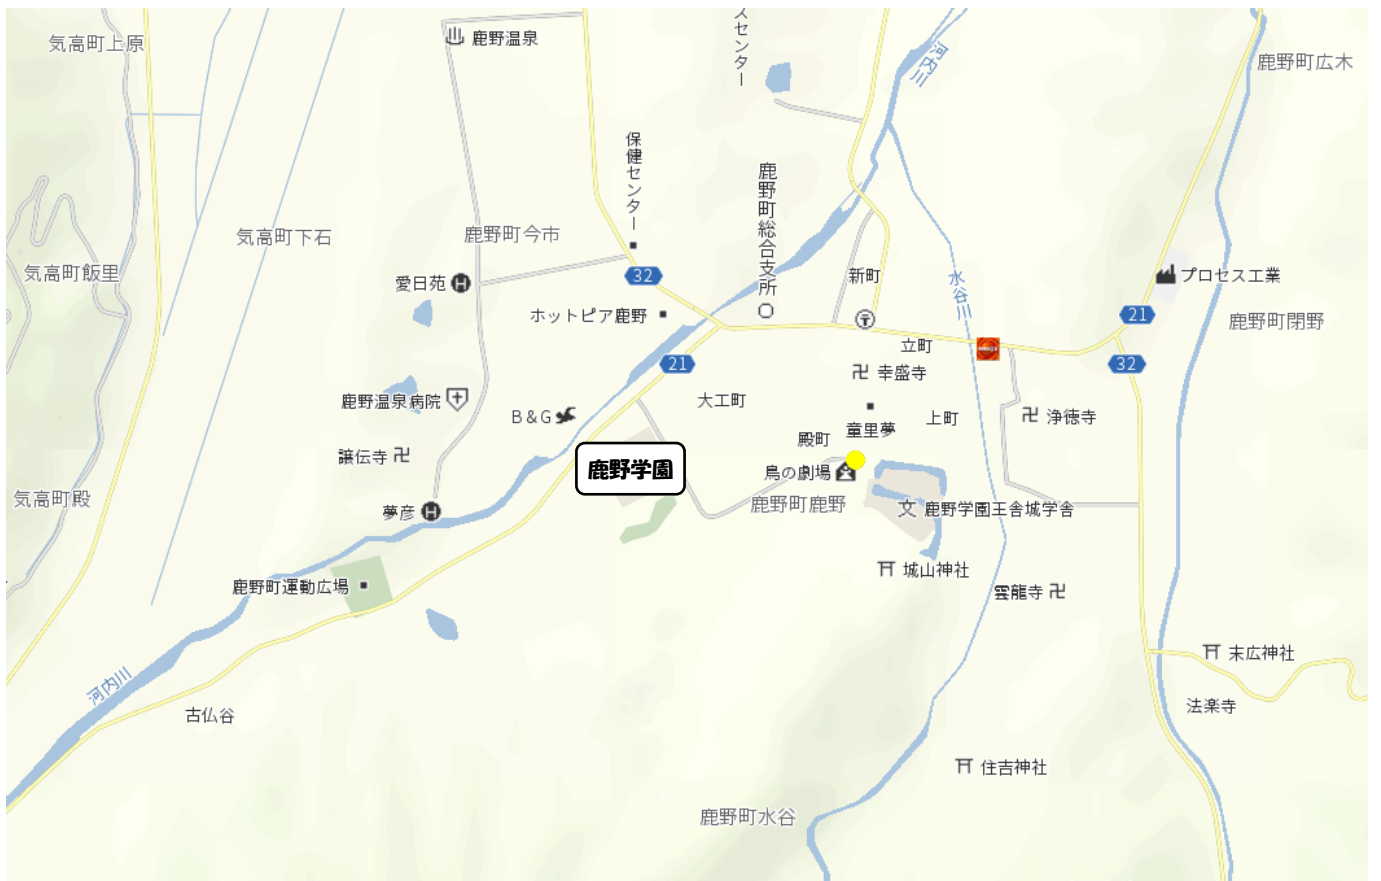 スセンター
鹿野温泉
気高町上原
河内川
鹿野町広木
保健センター
鹿野町総合支所
気高町下石
鹿野町今市
気高町飯里
愛日苑
32
新町
水谷川
プロセス工業
ホットピア鹿野
21
鹿野町閉野
立町
21
32
幸盛寺
鹿野温泉病院
大工町
B&G
童里夢
上町
浄徳寺
殿町
譲伝寺
鹿野学園
鳥の劇場
気高町殿
夢彦
鹿野町鹿野
文 鹿野学園王舎城学舎
城山神社
鹿野町運動広場
雲龍寺
末広神社
河内川
古仏谷
法楽寺
住吉神社
鹿野町水谷